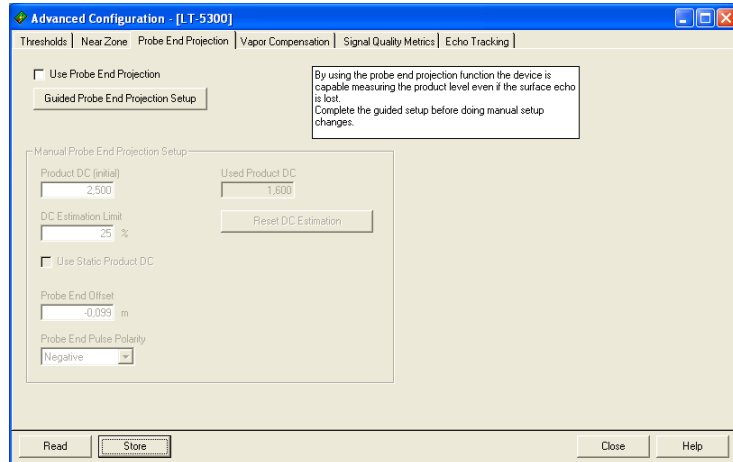 Advanced Configuration - [LT-5300]
Thresholds Near Zone Probe End Projection Vapor Compensation Signal Quality Metrics Echo Tracking
Use Probe End Projection
Guided Probe End Projection Setup
By using the probe end projection function the device is
capable measuring the product level even if the surface echo
is lost.
Complete the guided setup before doing manual setup
changes.
Manual Probe End Projection Setup
Product DC (initial) Used Product DC
2,500 1,600
DC Estimation Limit
25 % Reset DC Estimation
Use Static Product DC
Probe End Offset
-0,099 m
Probe End Pulse Polarity
Negative
Read Store Close Help